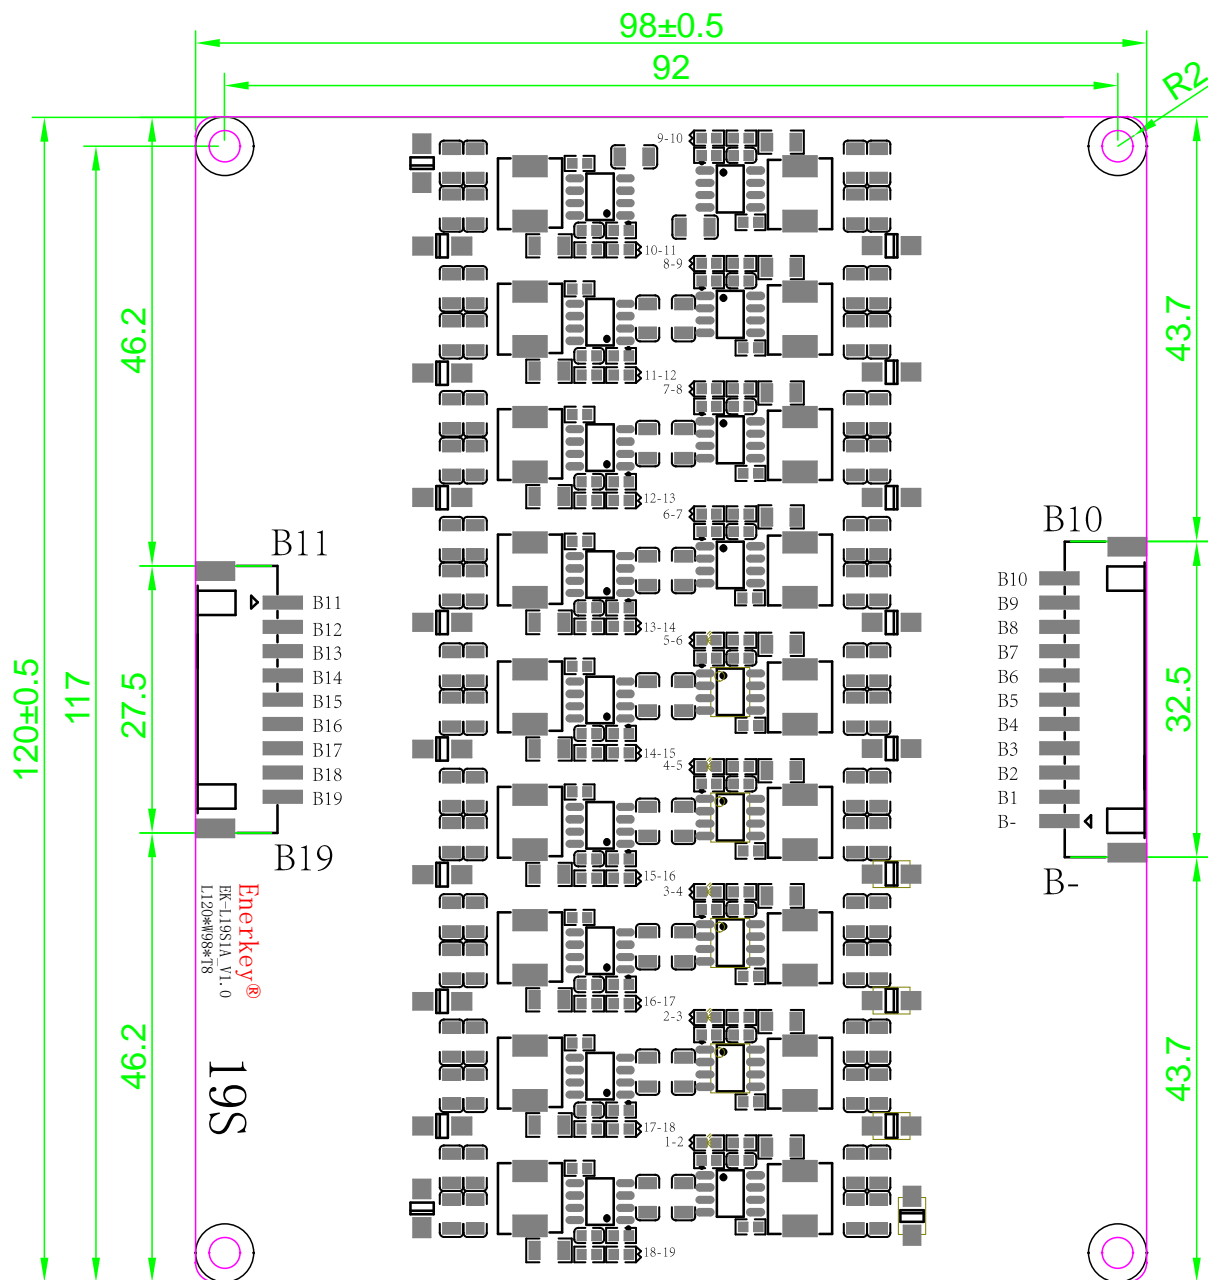 98±0.5
92
R2
9-10
10-11
8-9
46.2
43.7
11-12
7-8
12-13
6-7
B11
B10
B11
B12
B13
B14
B15
B16
B17
B18
B19
B10
B9
B8
B7
B6
B5
B4
B3
B2
B1
B-
13-14
5-6
120±0.5
117
27.5
32.5
14-15
4-5
B19
B-
15-16
3-4
Enerkey®
EK-L19S1A_V1.0
L120*W98*T8
16-17
2-3
46.2
43.7
19S
17-18
1-2
18-19